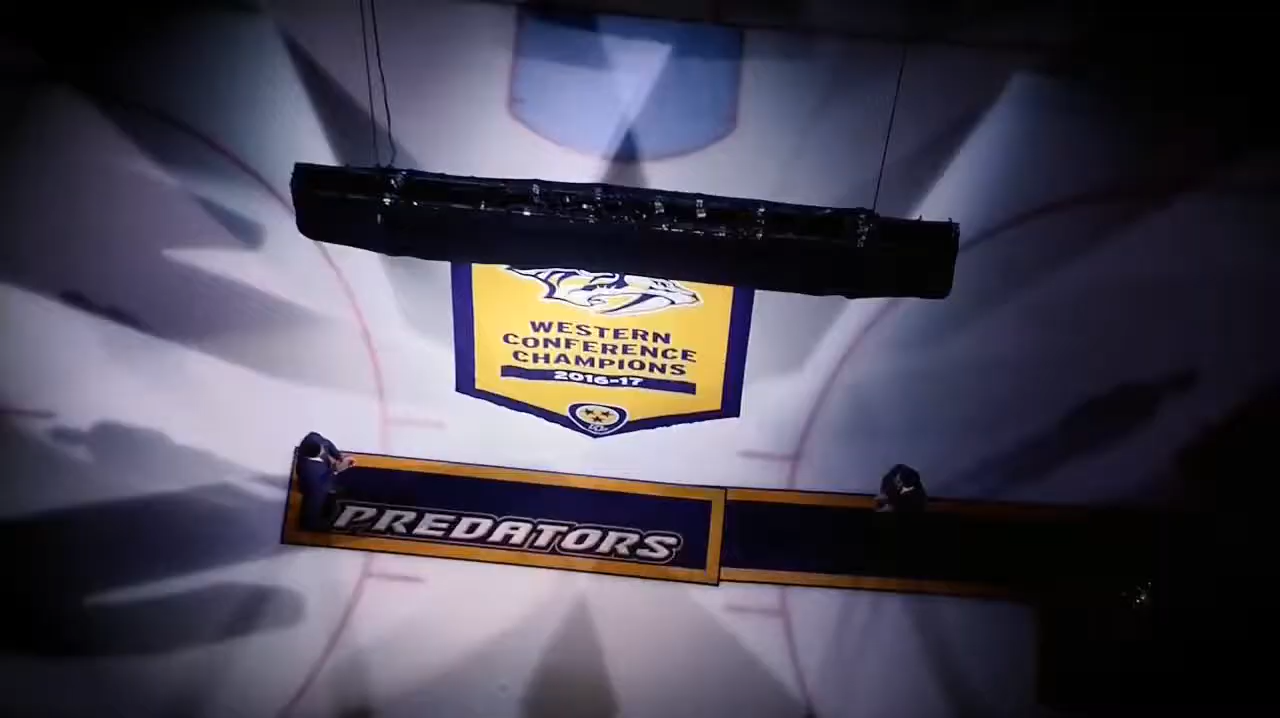 WESTERN
CONFERENCE
CHAMPIONS
2016-17
PREDATORS